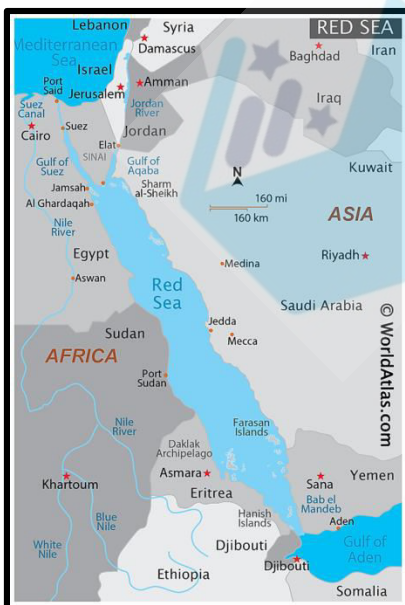 RED SEA
Lebanon
Syria
Mediterranean
Sea
Damascus
Baghdad
Iran
Israel
Port
Said
Amman
Jerusalem
Iraq
Suez
Canal
Jordan
River
Cairo
Suez
Jordan
Elat
SINAI
Gulf of
Suez
Gulf of
Aqaba
N
Kuwait
Jamsah
Sharm
al-Sheikh
160 mi
160 km
Al Ghardaqah
ASIA
Nile
River
Riyadh
Egypt
Medina
Aswan
Red
Sea
Saudi Arabia
© WorldAtlas.com
Jedda
Mecca
Sudan
AFRICA
Port
Sudan
Nile
River
Farasan
Islands
Daklak
Archipelago
Asmara
Khartoum
Sana
Yemen
Eritrea
Bab el
Mandeb
Hanish
Islands
Aden
Blue
Nile
White
Nile
Djibouti
Gulf of
Aden
Djibouti
Ethiopia
Somalia